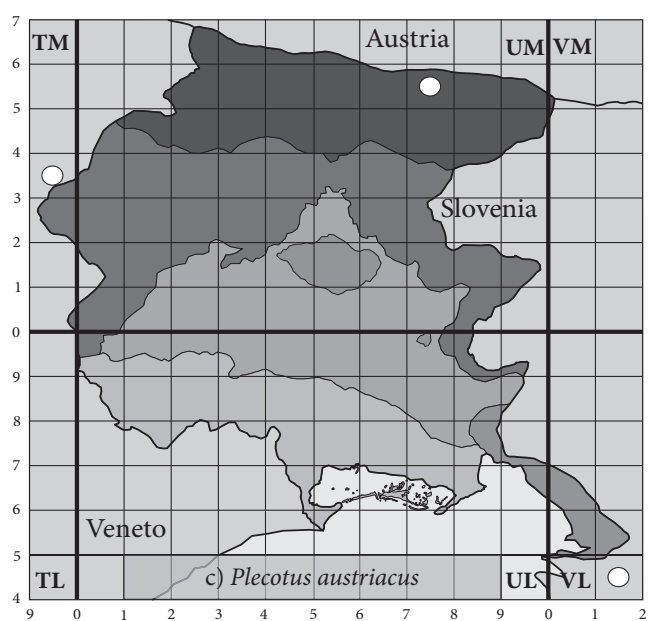 7
TM Austria UM VM
6
5
4
3 Slovenia
2
1
0
9
8
7
6
Veneto
5
TL c) Plecotus austriacus UL VL
4
9 0 1 2 3 4 5 6 7 8 9 0 1 2